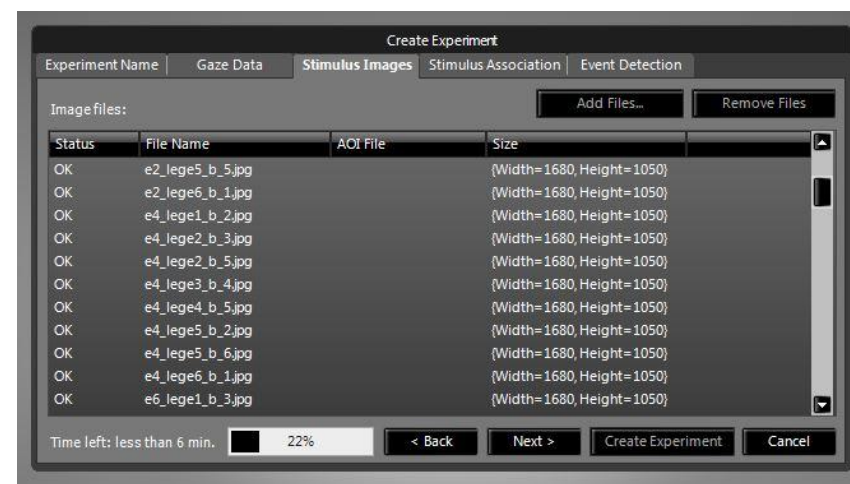 Create Experiment
Experiment Name Gaze Data Stimulus Images Stimulus Association Event Detection
Image files: Add Files... Remove Files
Status File Name AOI File Size
OK e2_lege5_b_5.jpg {Width=1680, Height=1050}
OK e2_lege6_b_1.jpg {Width=1680, Height=1050}
OK e4_lege1_b_2.jpg {Width=1680, Height=1050}
OK e4_lege2_b_3.jpg {Width=1680, Height=1050}
OK e4_lege2_b_5.jpg {Width=1680, Height=1050}
OK e4_lege3_b_4.jpg {Width=1680, Height=1050}
OK e4_lege4_b_5.jpg {Width=1680, Height=1050}
OK e4_lege5_b_2.jpg {Width=1680, Height=1050}
OK e4_lege5_b_6.jpg {Width=1680, Height=1050}
OK e4_lege6_b_1.jpg {Width=1680, Height=1050}
OK e6_lege1_b_3.jpg {Width=1680, Height=1050}
Time left: less than 6 min. 22% < Back Next > Create Experiment Cancel